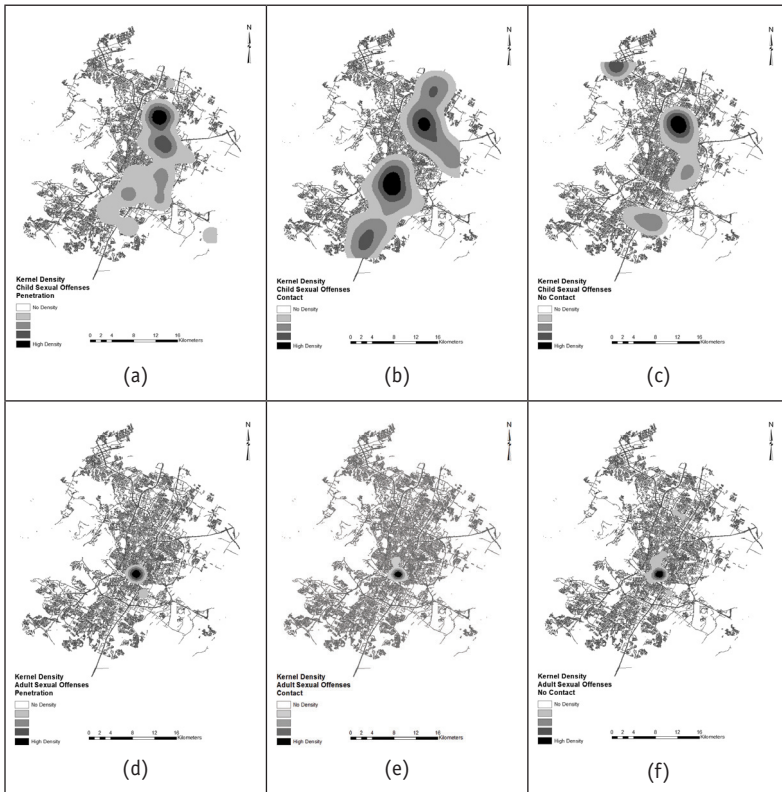 N
Kernel Density
Child Sexual Offenses
Penetration
No Density
High Density
0 2 4 8 12 16
Kilometers
(a)
N
Kernel Density
Child Sexual Offenses
Contact
No Density
High Density
0 2 4 8 12 16
Kilometers
(b)
N
Kernel Density
Child Sexual Offenses
No Contact
No Density
High Density
0 2 4 8 12 16
Kilometers
(c)
N
Kernel Density
Adult Sexual Offenses
Penetration
No Density
High Density
0 2 4 8 12 16
Kilometers
(d)
N
Kernel Density
Adult Sexual Offenses
Contact
No Density
High Density
0 2 4 8 12 16
Kilometers
(e)
N
Kernel Density
Adult Sexual Offenses
No Contact
No Density
High Density
0 2 4 8 12 16
Kilometers
(f)